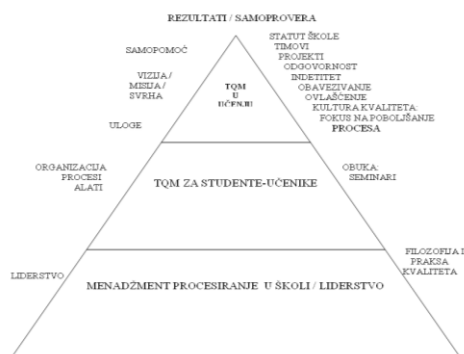 REZULTATI / SAMOPROVERA
SAMOPOMOĆ
VIZIJA /
MISIJA /
SVRHA
ULOGE
STATUT ŠKOLE
TIMOVI
PROJEKTI
ODGOVORNOST
INDETITET
OBAVEZIVANJE
OVLAŠĆENJE
KULTURA KVALITETA:
FOKUS NA POBOLJŠANJE
PROCESA
TQM
U
UČENJU
ORGANIZACIJA
PROCESI
ALATI
TQM ZA STUDENTE-UČENIKE
OBUKA:
SEMINARI
LIDERSTVO
MENADŽMENT PROCESIRANJE U ŠKOLI / LIDERSTVO
FILOZOFIJA I
PRAKSA
KVALITETA